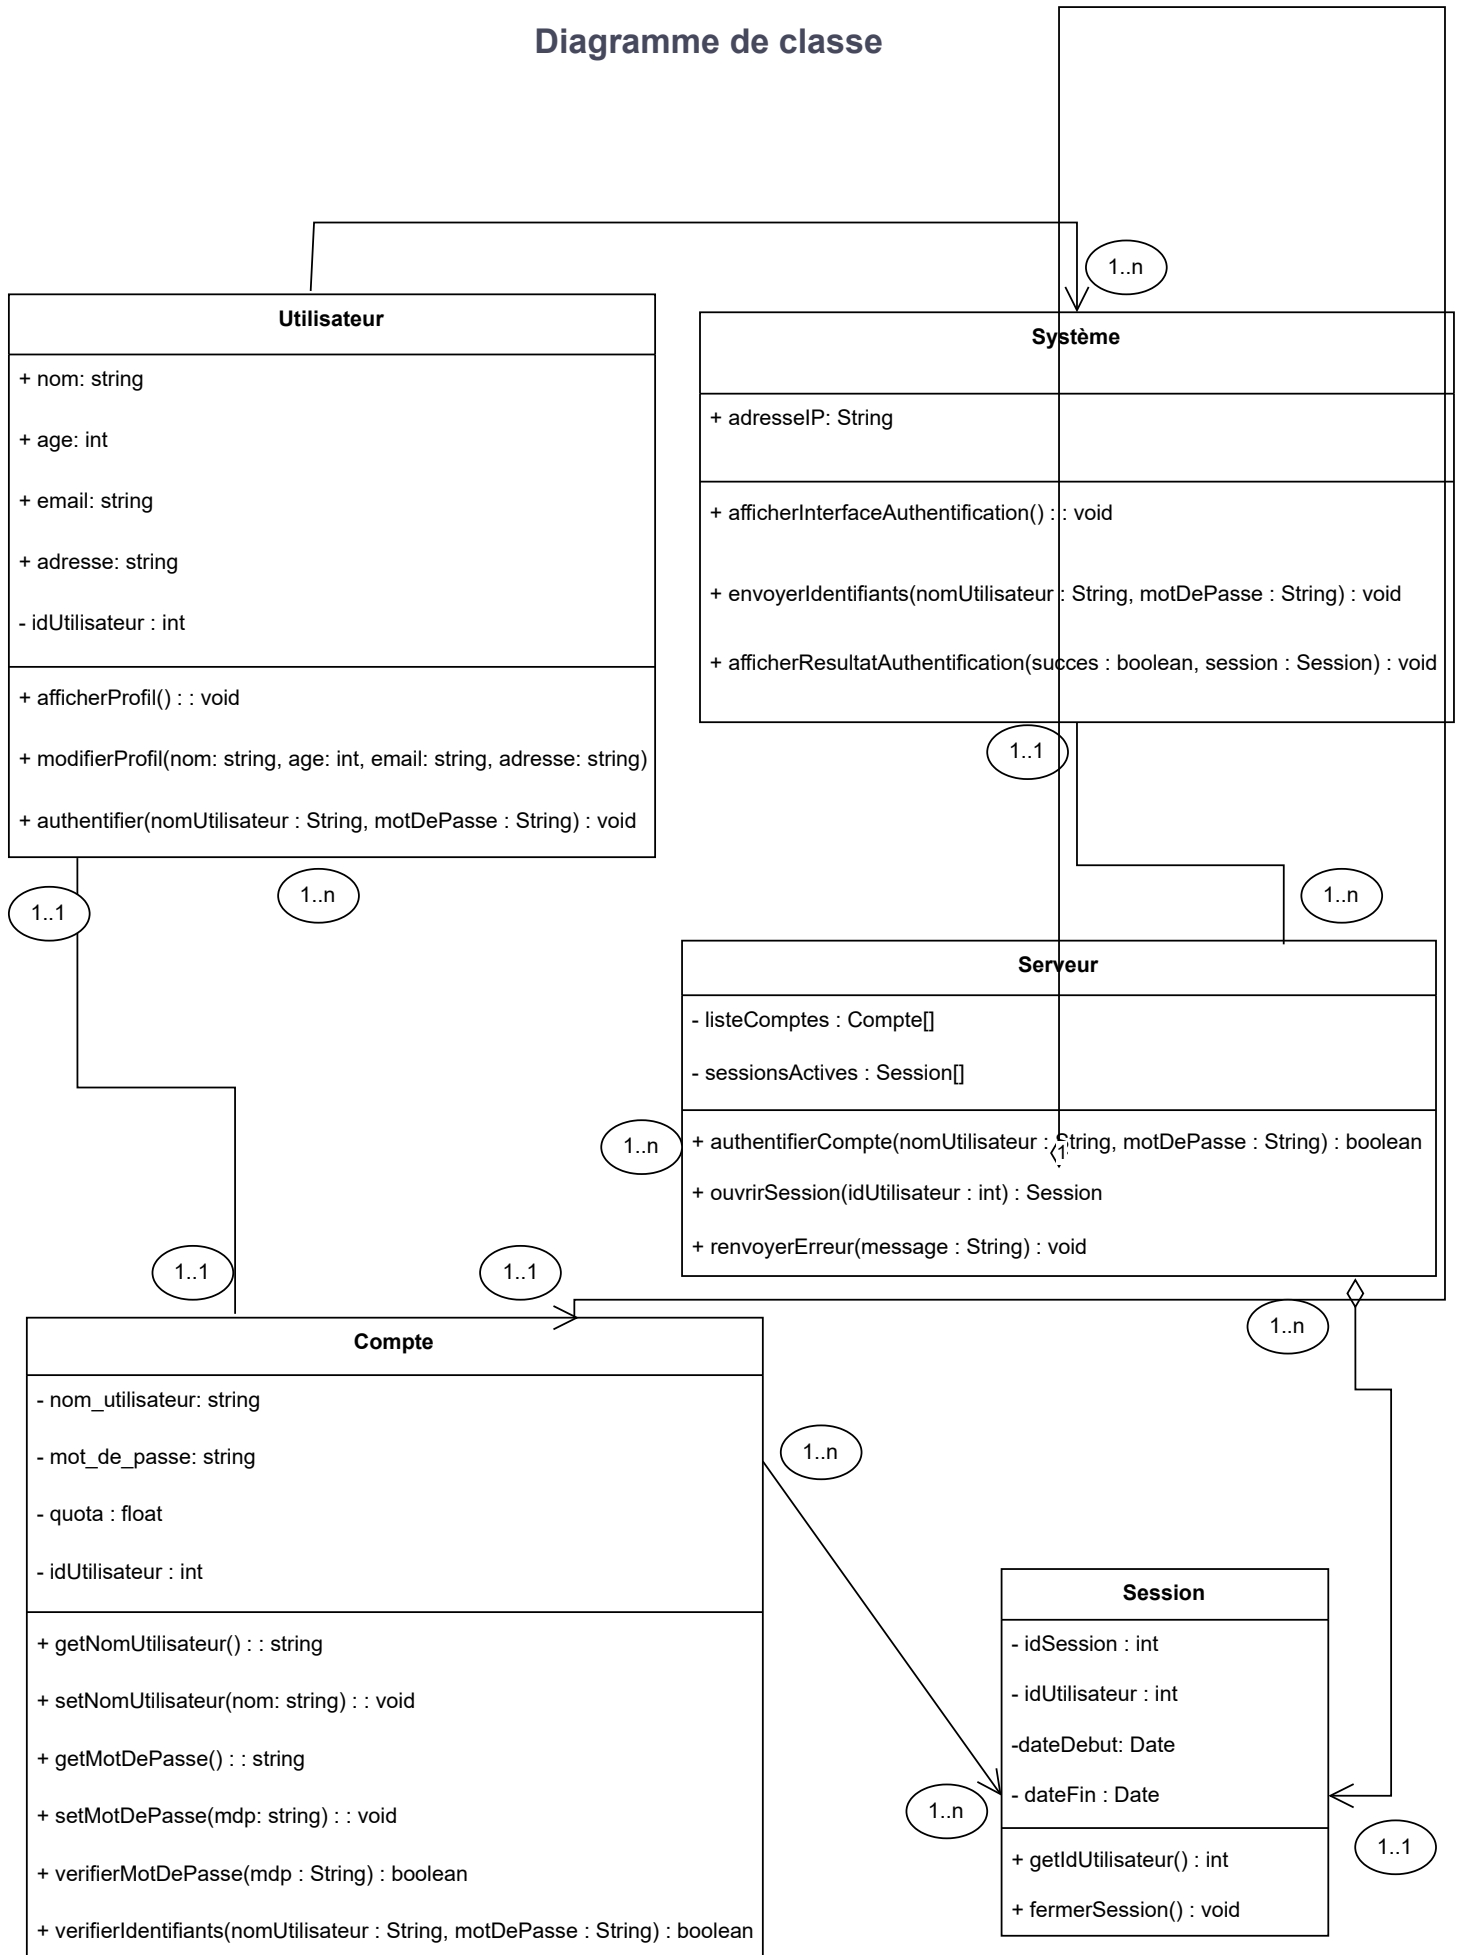 Diagramme de classe
1..n
Utilisateur
+ nom: string
+ age: int
+ email: string
+ adresse: string
- idUtilisateur : int
+ afficherProfil() : : void
+ modifierProfil(nom: string, age: int, email: string, adresse: string)
+ authentifier(nomUtilisateur : String, motDePasse : String) : void
Système
+ adresseIP: String
+ afficherInterfaceAuthentification() : : void
+ envoyerIdentifiants(nomUtilisateur : String, motDePasse : String) : void
+ afficherResultatAuthentification(succes : boolean, session : Session) : void
1..1
1..1
1..n
1..n
Serveur
- listeComptes : Compte[]
- sessionsActives : Session[]
1..n
+ authentifierCompte(nomUtilisateur : String, motDePasse : String) : boolean
1
+ ouvrirSession(idUtilisateur : int) : Session
+ renvoyerErreur(message : String) : void
1..1
1..1
1..n
Compte
- nom_utilisateur: string
- mot_de_passe: string
- quota : float
- idUtilisateur : int
+ getNomUtilisateur() : : string
+ setNomUtilisateur(nom: string) : : void
+ getMotDePasse() : : string
+ setMotDePasse(mdp: string) : : void
+ verifierMotDePasse(mdp : String) : boolean
+ verifierIdentifiants(nomUtilisateur : String, motDePasse : String) : boolean
1..n
Session
- idSession : int
- idUtilisateur : int
-dateDebut: Date
- dateFin : Date
1..n
1..1
+ getIdUtilisateur() : int
+ fermerSession() : void